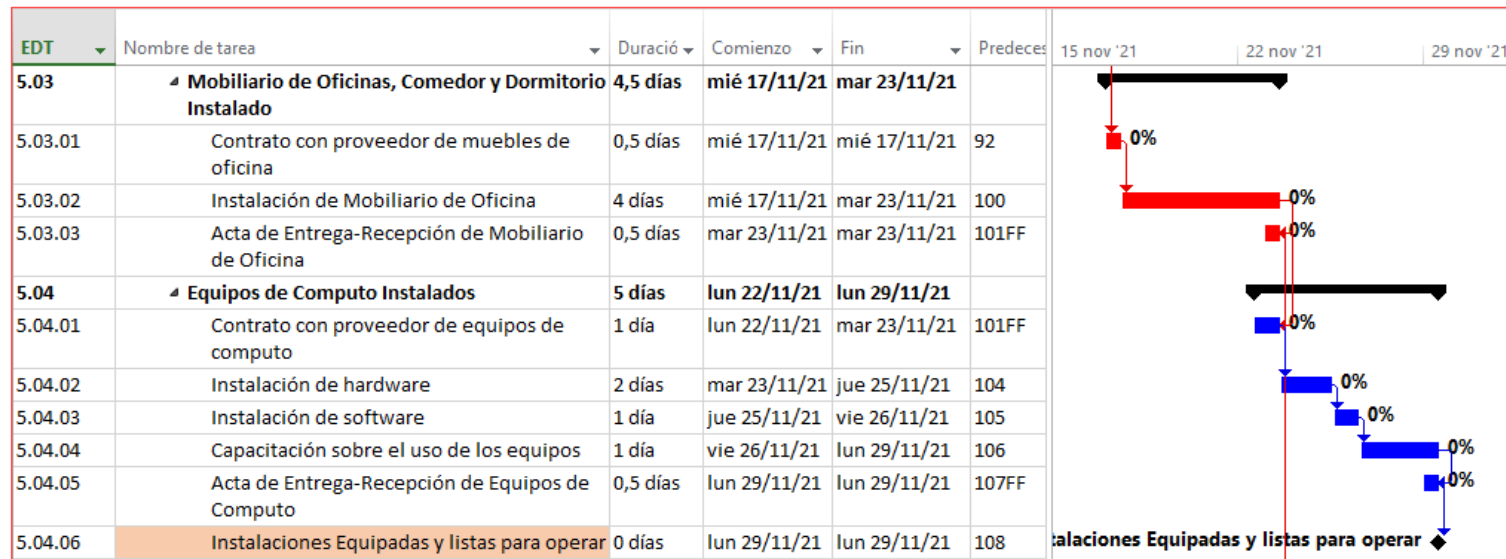 EDT Nombre de tarea Duració Comienzo Fin Predeces 15 nov '21 22 nov '21 29 nov '21
5.03 Mobiliario de Oficinas, Comedor y Dormitorio 4,5 días mié 17/11/21 mar 23/11/21
Instalado
5.03.01 Contrato con proveedor de muebles de 0,5 días mié 17/11/21 mié 17/11/21 92 0%
oficina
5.03.02 Instalación de Mobiliario de Oficina 4 días mié 17/11/21 mar 23/11/21 100 0%
5.03.03 Acta de Entrega-Recepción de Mobiliario 0,5 días mar 23/11/21 mar 23/11/21 101FF 0%
de Oficina
5.04 Equipos de Computo Instalados 5 días lun 22/11/21 lun 29/11/21
5.04.01 Contrato con proveedor de equipos de 1 día lun 22/11/21 mar 23/11/21 101FF 0%
computo
5.04.02 Instalación de hardware 2 días mar 23/11/21 jue 25/11/21 104 0%
5.04.03 Instalación de software 1 día jue 25/11/21 vie 26/11/21 105 0%
5.04.04 Capacitación sobre el uso de los equipos 1 día vie 26/11/21 lun 29/11/21 106 0%
5.04.05 Acta de Entrega-Recepción de Equipos de 0,5 días lun 29/11/21 lun 29/11/21 107FF 0%
Computo
5.04.06 Instalaciones Equipadas y listas para operar 0 días lun 29/11/21 lun 29/11/21 108 talaciones Equipadas y listas para operar